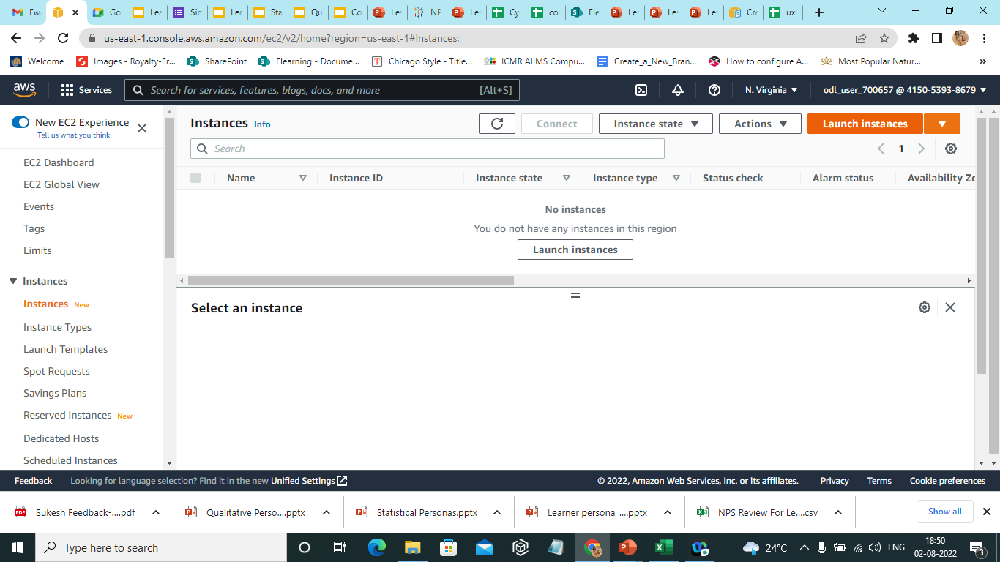 Fw
Go
Lea
Sin
Lea
Sta
Qu
Co
Les
NP
Les
Cyl
co
Ele
Les
Les
Les
Cre
uxl
us-east-1.console.aws.amazon.com/ec2/v2/home?region=us-east-1#Instances:
Welcome Images - Royalty-Fr... SharePoint Elearning - Docume... Chicago Style - Title... ICMR AIIMS Compu... Create_a_New_Bran... How to configure A... Most Popular Natur... »
aws Services Search for services, features, blogs, docs, and more [Alt+S] N. Virginia odl_user_700657 @ 4150-5393-8679
New EC2 Experience
Tell us what you think
EC2 Dashboard
EC2 Global View
Events
Tags
Limits
Instances
Instances New
Instance Types
Launch Templates
Spot Requests
Savings Plans
Reserved Instances New
Dedicated Hosts
Scheduled Instances
Instances Info Connect Instance state Actions Launch instances
Search 1
Name Instance ID Instance state Instance type Status check Alarm status Availability Zo
No instances
You do not have any instances in this region
Launch instances
Select an instance
Feedback Looking for language selection? Find it in the new Unified Settings © 2022, Amazon Web Services, Inc. or its affiliates. Privacy Terms Cookie preferences
Sukesh Feedback-....pdf Qualitative Perso....pptx Statistical Personas.pptx Learner persona_....pptx NPS Review For Le....csv Show all
Type here to search 24°C ENG 18:50
02-08-2022
3